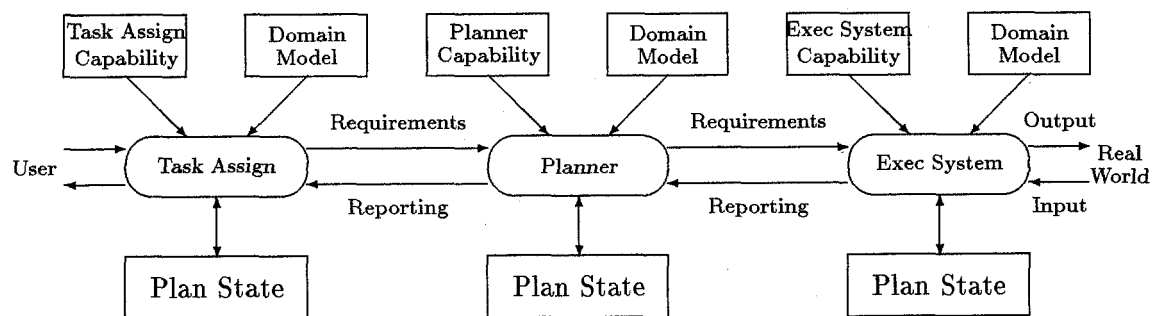 Task Assign
Capability
Domain
Model
Planner
Capability
Domain
Model
Exec System
Capability
Domain
Model
Requirements
Requirements
Output
User
Task Assign
Planner
Exec System
Real
World
Reporting
Reporting
Input
Plan State
Plan State
Plan State